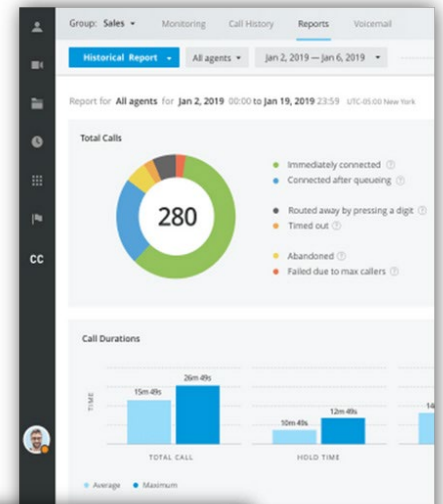 Group: Sales Monitoring Call History Reports Voicemail
Historical Report All agents Jan 2, 2019 — Jan 6, 2019
Report for All agents for Jan 2, 2019 00:00 to Jan 19, 2019 23:59 UTC-05:00 New York
Total Calls
280
Immediately connected
Connected after queueing
Routed away by pressing a digit
Timed out
Abandoned
Failed due to max callers
CC
Call Durations
TIME
15m 49s
26m 49s
10m 40s
12m 49s
14
TOTAL CALL
HOLD TIME
Average Maximum